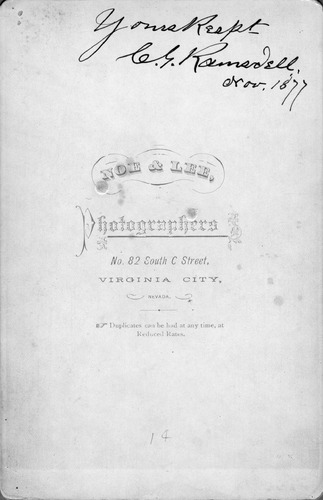 Yours Respt
C. G. Ramsdell,
Nov. 1877
NOE & LEE,
Photographers
No. 82 South C Street,
VIRGINIA CITY,
NEVADA.
☞ Duplicates can be had at any time, at
Reduced Rates.
14